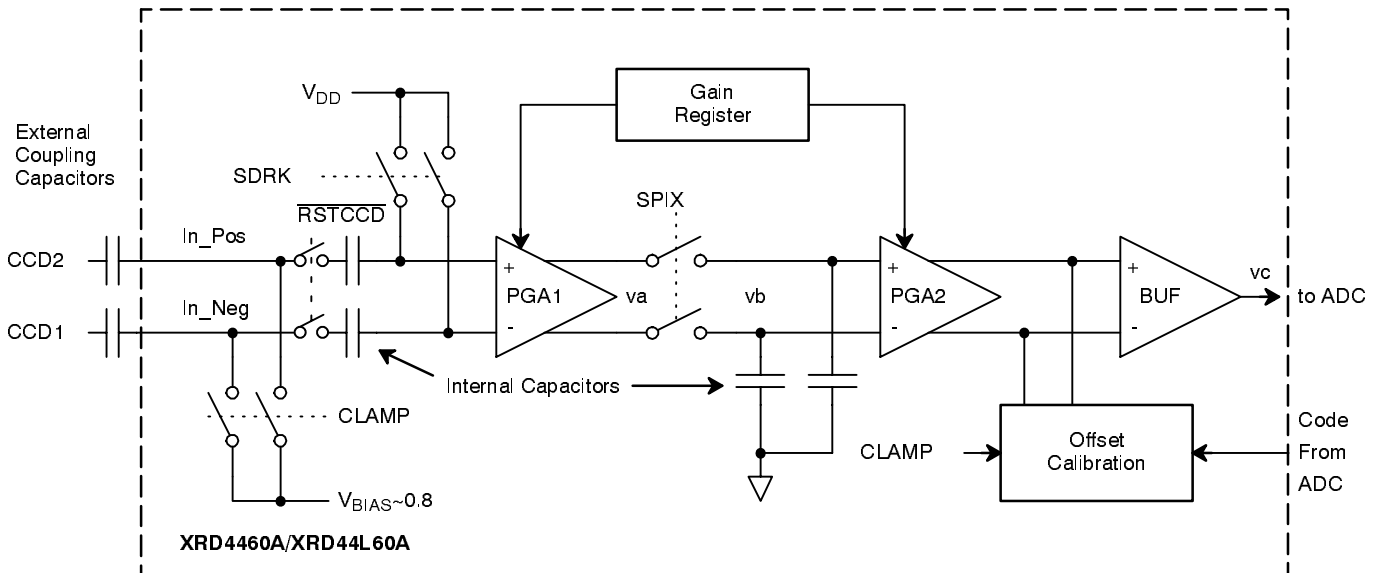 Gain
Register
VDD
External
Coupling
Capacitors
SDRK
RSTCCD
SPIX
In_Pos
CCD2
+
PGA1
-
va
vb
+
PGA2
-
+
BUF
-
vc
to ADC
In_Neg
CCD1
Internal Capacitors
CLAMP
CLAMP
Offset
Calibration
Code
From
ADC
VBIAS~0.8
XRD4460A/XRD44L60A